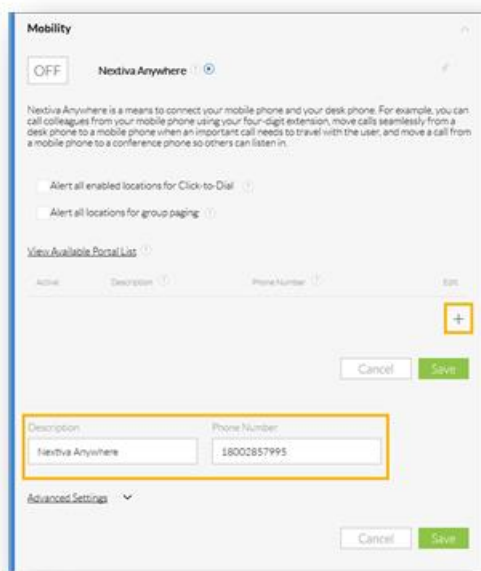 Mobility
OFF Nextiva Anywhere
Nextiva Anywhere is a means to connect your mobile phone and your desk phone. For example, you can
call colleagues from your mobile phone using your four-digit extension, move calls seamlessly from a
desk phone to a mobile phone when an important call needs to travel with the user, and move a call from
a mobile phone to a conference phone so others can listen in.
Alert all enabled locations for Click-to-Dial ?
Alert all locations for group paging ?
View Available Portal List ?
Active Description ? Phone Number ? Edit
+
Cancel Save
Description Phone Number
Nextiva Anywhere 18002857995
Advanced Settings
Cancel Save